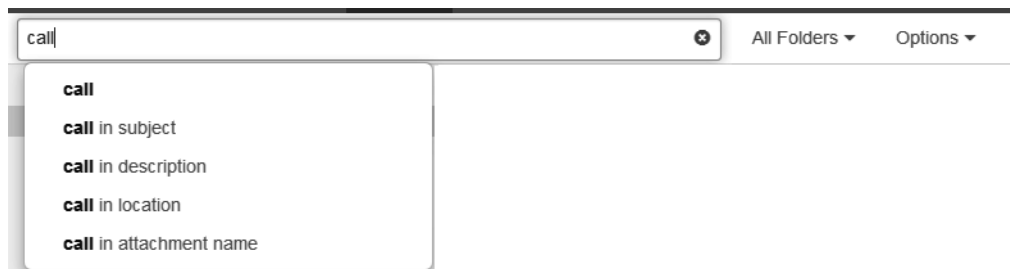 call All Folders Options
call
call in subject
call in description
call in location
call in attachment name